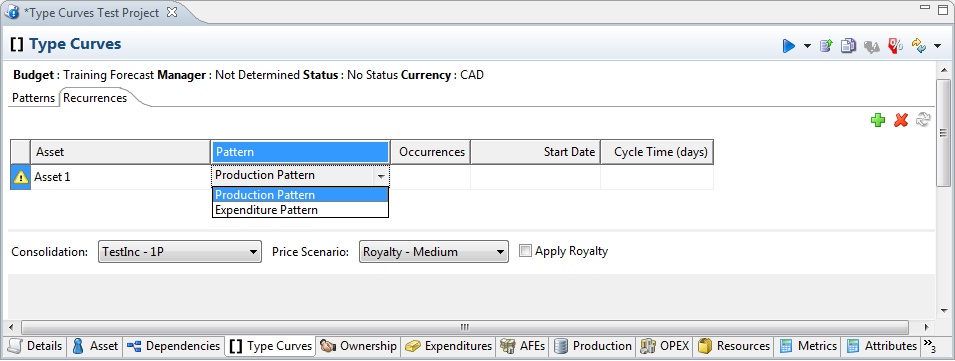 *Type Curves Test Project
[ ] Type Curves
Budget : Training Forecast Manager : Not Determined Status : No Status Currency : CAD
Patterns Recurrences
Asset Pattern Occurrences Start Date Cycle Time (days)
Asset 1 Production Pattern
Production Pattern
Expenditure Pattern
Consolidation: TestInc - 1P Price Scenario: Royalty - Medium Apply Royalty
Details Asset Dependencies [ ] Type Curves Ownership Expenditures AFEs Production OPEX Resources Metrics Attributes »3